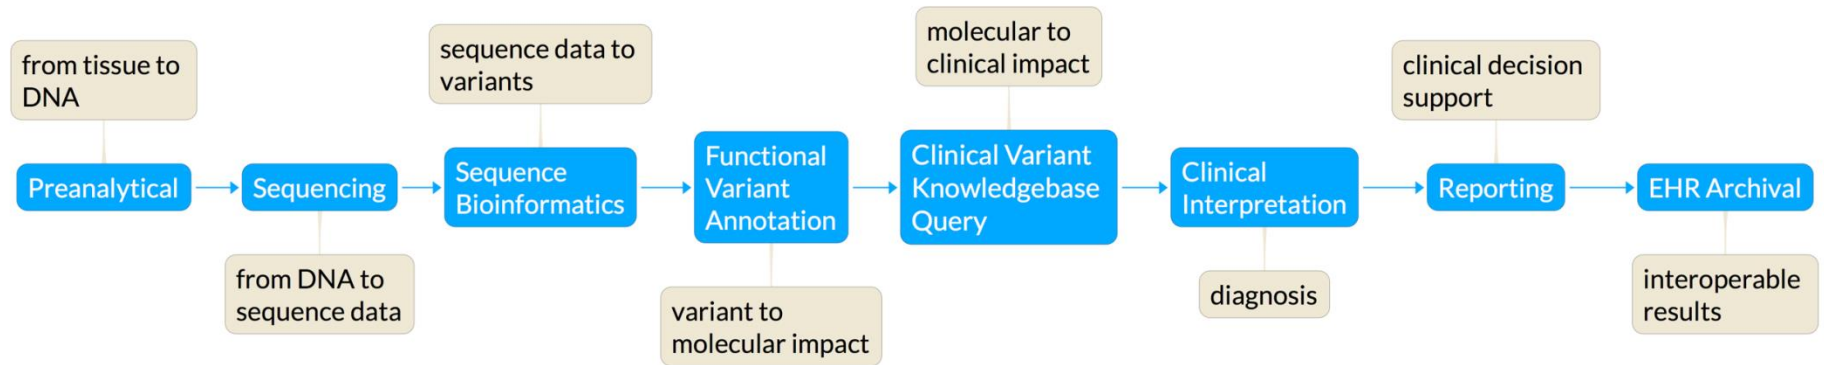 from tissue to
DNA
Preanalytical
Sequencing
from DNA to
sequence data
sequence data to
variants
Sequence
Bioinformatics
Functional
Variant
Annotation
variant to
molecular impact
molecular to
clinical impact
Clinical Variant
Knowledgebase
Query
Clinical
Interpretation
diagnosis
clinical decision
support
Reporting
EHR Archival
interoperable
results